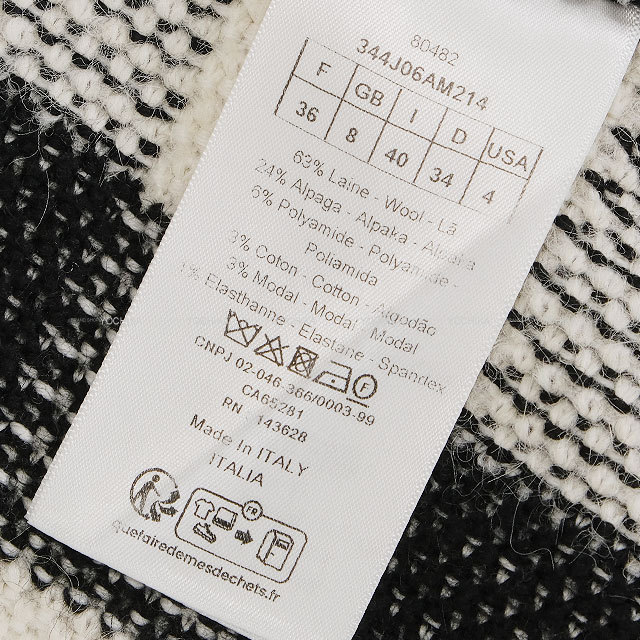 80482
344J06AM214
F GB I D USA
36 8 40 34 4
63% Laine - Wool - Lã
24% Alpaga - Alpaka - Alpaca
6% Polyamide - Polyamide -
Poliamida
3% Coton - Cotton - Algodão
3% Modal - Modal - Modal
1% Elasthanne - Elastane - Spandex
CNPJ 02-046-366/0003-99
CA65281
RN 143628
Made In ITALY
ITALIA
FR
quefairedemesdechets.fr